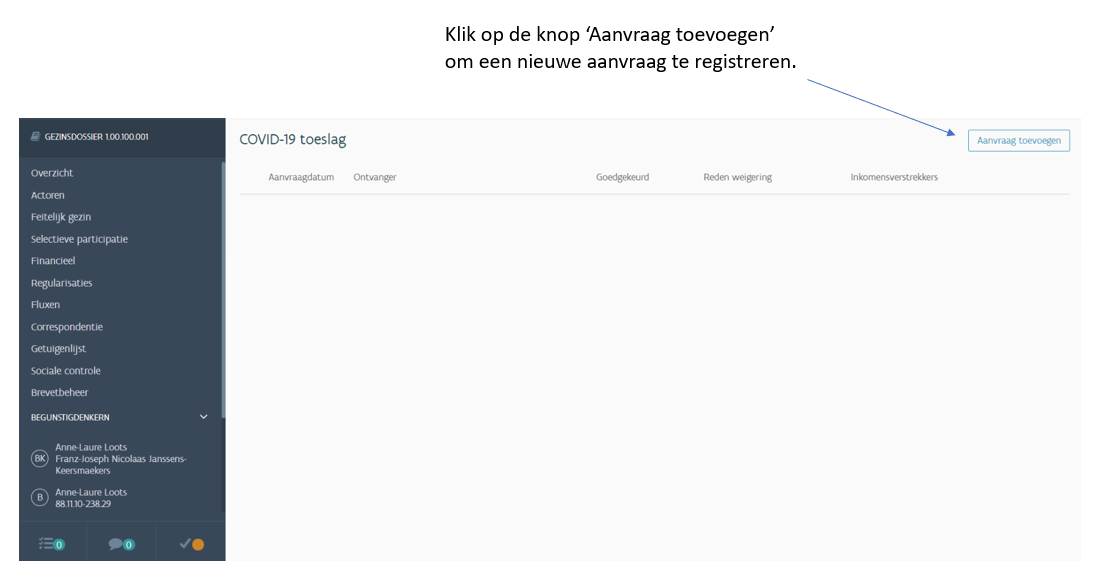 Klik op de knop ‘Aanvraag toevoegen’
om een nieuwe aanvraag te registreren.
GEZINSDOSSIER 1.00.100.001
COVID-19 toeslag
Aanvraag toevoegen
Aanvraagdatum Ontvanger Goedgekeurd Reden weigering Inkomensverstrekkers
Overzicht
Actoren
Feitelijk gezin
Selectieve participatie
Financieel
Regularisaties
Fluxen
Correspondentie
Getuigenlijst
Sociale controle
Brevetbeheer
BEGUNSTIGDENKERN
BK
Anne-Laure Loots
Franz-Joseph Nicolaas Janssens-
Keersmaekers
B
Anne-Laure Loots
88.11.10-238.29
0 0